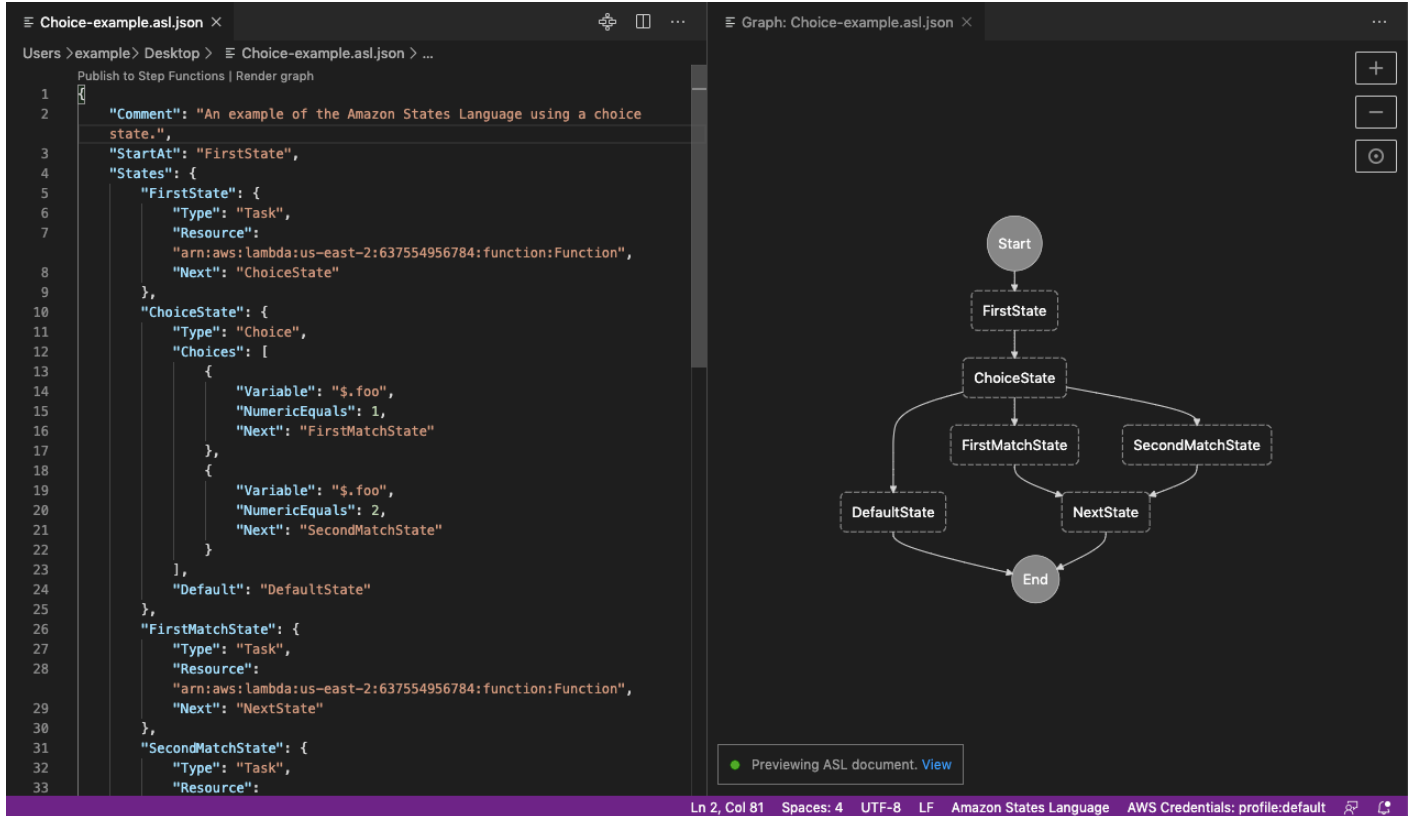 Choice-example.asl.json
Users > example > Desktop > Choice-example.asl.json > ...
Publish to Step Functions | Render graph
1 {
2     "Comment": "An example of the Amazon States Language using a choice
state.",
3     "StartAt": "FirstState",
4     "States": {
5         "FirstState": {
6             "Type": "Task",
7             "Resource":
"arn:aws:lambda:us-east-2:637554956784:function:Function",
8             "Next": "ChoiceState"
9         },
10         "ChoiceState": {
11             "Type": "Choice",
12             "Choices": [
13                 {
14                     "Variable": "$.foo",
15                     "NumericEquals": 1,
16                     "Next": "FirstMatchState"
17                 },
18                 {
19                     "Variable": "$.foo",
20                     "NumericEquals": 2,
21                     "Next": "SecondMatchState"
22                 }
23             ],
24             "Default": "DefaultState"
25         },
26         "FirstMatchState": {
27             "Type": "Task",
28             "Resource":
"arn:aws:lambda:us-east-2:637554956784:function:Function",
29             "Next": "NextState"
30         },
31         "SecondMatchState": {
32             "Type": "Task",
33             "Resource":
Graph: Choice-example.asl.json
Start
FirstState
ChoiceState
FirstMatchState SecondMatchState
DefaultState NextState
End
Previewing ASL document. View
Ln 2, Col 81 Spaces: 4 UTF-8 LF Amazon States Language AWS Credentials: profile:default